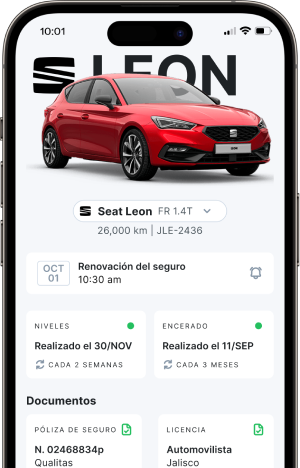 10:01
LEON
Seat Leon FR 1.4T
26,000 km | JLE-2436
OCT
01
Renovación del seguro
10:30 am
NIVELES
Realizado el 30/NOV
CADA 2 SEMANAS
ENCERADO
Realizado el 11/SEP
CADA 3 MESES
Documentos
PÓLIZA DE SEGURO
N. 02468834p
Qualitas
LICENCIA
Automovilista
Jalisco